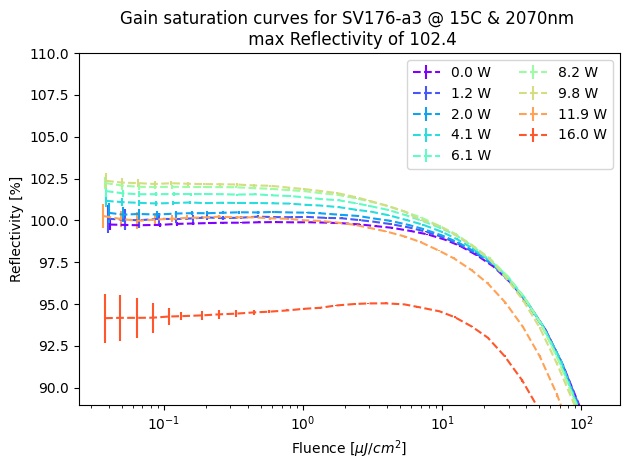 Gain saturation curves for SV176-a3 @ 15C & 2070nm
max Reflectivity of 102.4
110.0
107.5
105.0
102.5
100.0
97.5
95.0
92.5
90.0
Reflectivity [%]
0.0 W
1.2 W
2.0 W
4.1 W
6.1 W
8.2 W
9.8 W
11.9 W
16.0 W
10⁻¹ 10⁰ 10¹ 10²
Fluence [μJ/cm²]